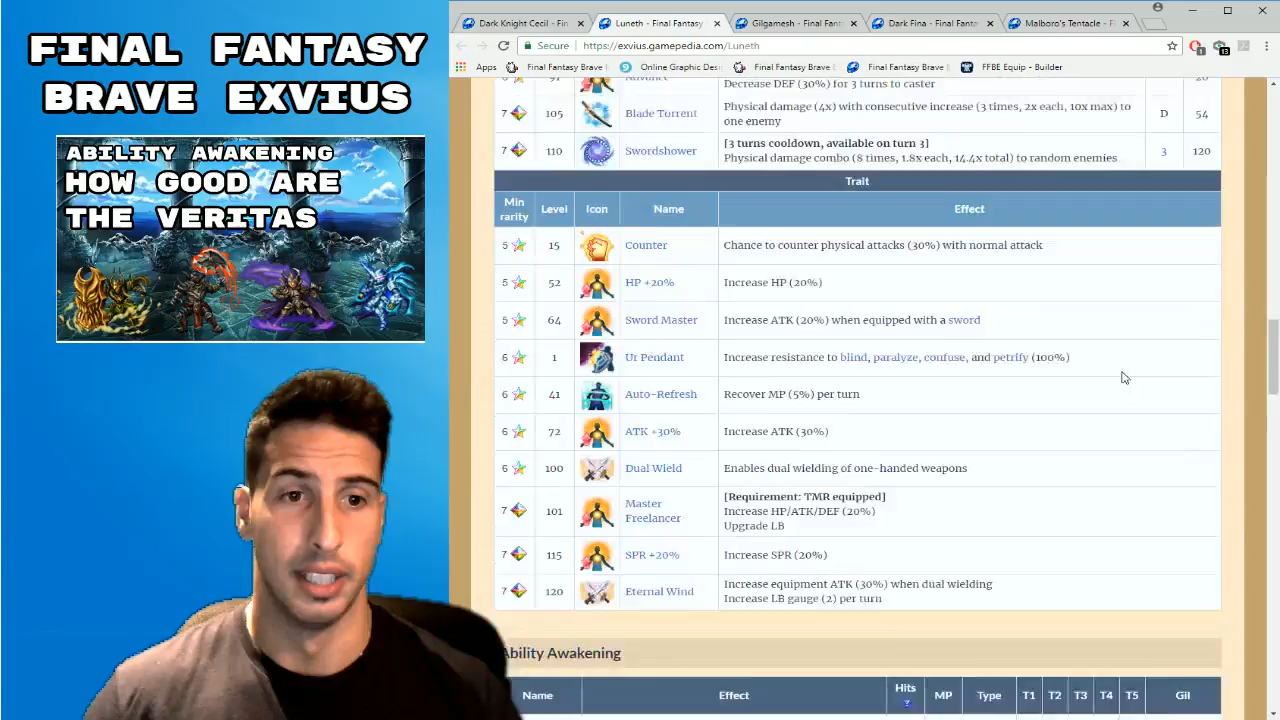 FINAL FANTASY
BRAVE EXVIUS
ABILITY AWAKENING
HOW GOOD ARE
THE VERITAS
Dark Knight Cecil - Fin
Luneth - Final Fantasy
Gilgamesh - Final Fant
Dark Fina - Final Fanta
Malboro's Tentacle - F
Secure
https://exvius.gamepedia.com/Luneth
Apps
Final Fantasy Brave
Online Graphic Des
Final Fantasy Brave
Final Fantasy Brave
FFBE Equip - Builder
Decrease DEF (30%) for 3 turns to caster
7 105 Blade Torrent Physical damage (4x) with consecutive increase (3 times, 2x each, 10x max) to
one enemy D 54
7 110 Swordshower [3 turns cooldown, available on turn 3]
Physical damage combo (8 times, 1.8x each, 14.4x total) to random enemies. 3 120
Trait
Min rarity Level Icon Name Effect
5 15 Counter Chance to counter physical attacks (30%) with normal attack
5 52 HP +20% Increase HP (20%)
5 64 Sword Master Increase ATK (20%) when equipped with a sword
6 1 Ur Pendant Increase resistance to blind, paralyze, confuse, and petrify (100%)
6 41 Auto-Refresh Recover MP (5%) per turn
6 72 ATK +30% Increase ATK (30%)
6 100 Dual Wield Enables dual wielding of one-handed weapons
7 101 Master Freelancer [Requirement: TMR equipped]
Increase HP/ATK/DEF (20%)
Upgrade LB
7 115 SPR +20% Increase SPR (20%)
7 120 Eternal Wind Increase equipment ATK (30%) when dual wielding
Increase LB gauge (2) per turn
Ability Awakening
Name Effect Hits ? MP Type T1 T2 T3 T4 T5 Gil